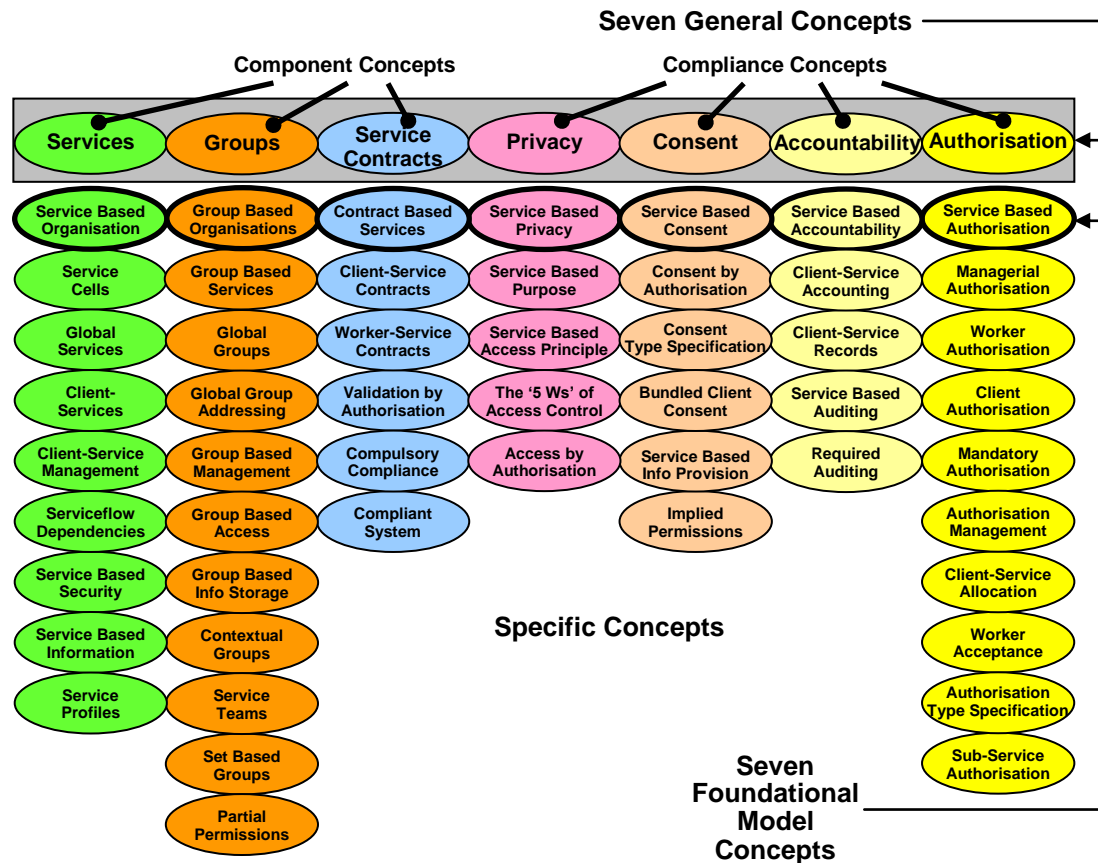 Seven General Concepts
Component Concepts
Compliance Concepts
Services
Groups
Service
Contracts
Privacy
Consent
Accountability
Authorisation
Service Based
Organisation
Group Based
Organisations
Contract Based
Services
Service Based
Privacy
Service Based
Consent
Service Based
Accountability
Service Based
Authorisation
Service
Cells
Group Based
Services
Client-Service
Contracts
Service Based
Purpose
Consent by
Authorisation
Client-Service
Accounting
Managerial
Authorisation
Global
Services
Global
Groups
Worker-Service
Contracts
Service Based
Access Principle
Consent
Type Specification
Client-Service
Records
Worker
Authorisation
Client-
Services
Global Group
Addressing
Validation by
Authorisation
The ‘5 Ws’ of
Access Control
Bundled Client
Consent
Service Based
Auditing
Client
Authorisation
Client-Service
Management
Group Based
Management
Compulsory
Compliance
Access by
Authorisation
Service Based
Info Provision
Required
Auditing
Mandatory
Authorisation
Serviceflow
Dependencies
Group Based
Access
Compliant
System
Implied
Permissions
Authorisation
Management
Service Based
Security
Group Based
Info Storage
Client-Service
Allocation
Service Based
Information
Contextual
Groups
Specific Concepts
Worker
Acceptance
Service
Profiles
Service
Teams
Authorisation
Type Specification
Set Based
Groups
Sub-Service
Authorisation
Partial
Permissions
Seven
Foundational
Model
Concepts